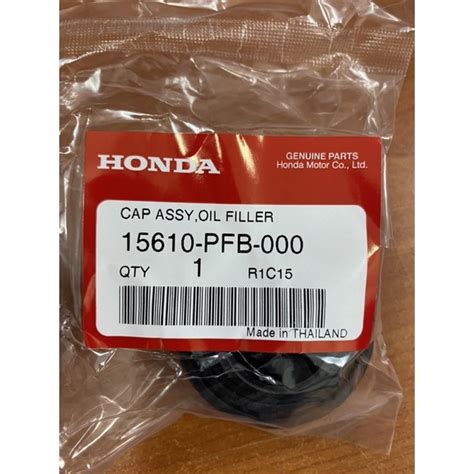 HONDA
GENUINE PARTS
Honda Motor Co., Ltd.
CAP ASSY,OIL FILLER
15610-PFB-000
QTY 1 R1C15
Made in THAILAND